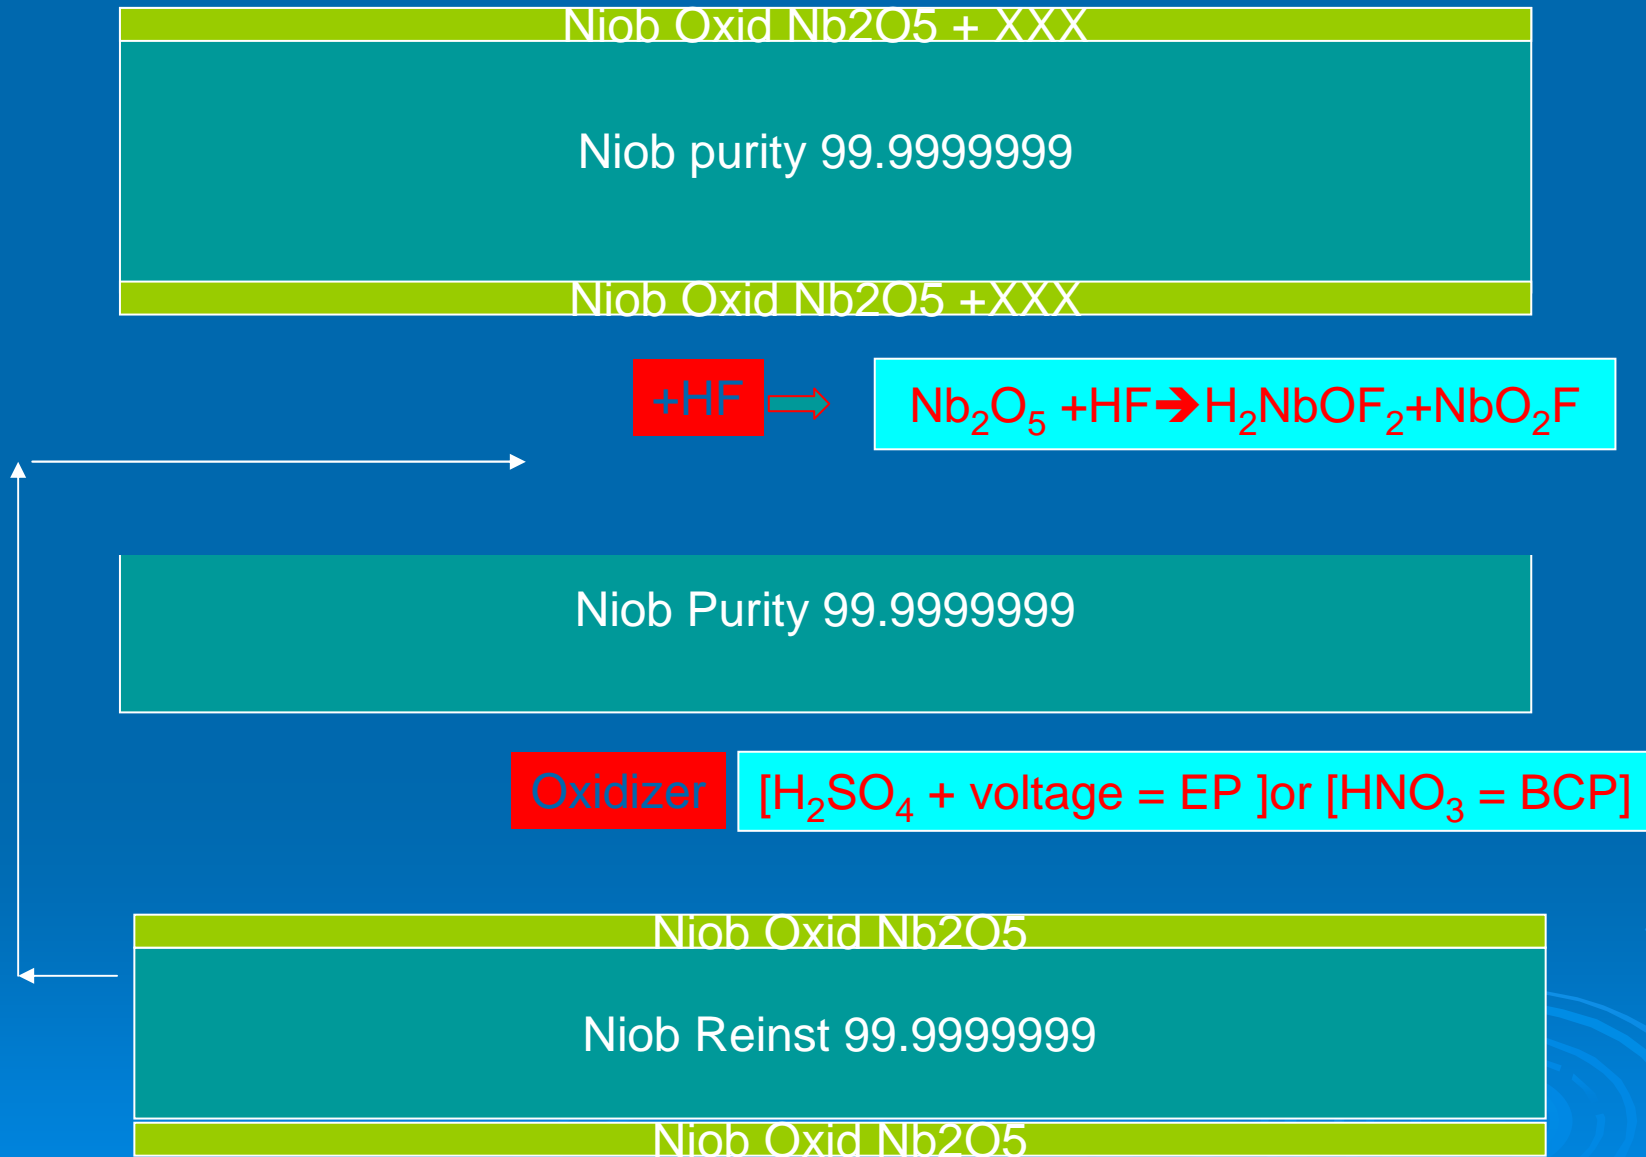 Niob Oxid Nb2O5 + XXX
Niob purity 99.9999999
Niob Oxid Nb2O5 +XXX
+HF
Nb₂O₅ +HF➔H₂NbOF₂+NbO₂F
Niob Purity 99.9999999
Oxidizer
[H₂SO₄ + voltage = EP ]or [HNO₃ = BCP]
Niob Oxid Nb2O5
Niob Reinst 99.9999999
Niob Oxid Nb2O5